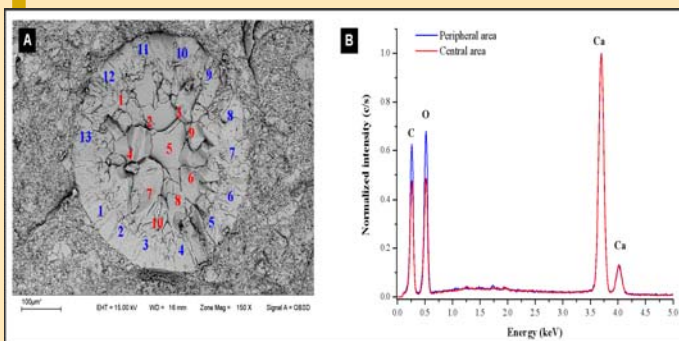 A
11
10
12
9
1
2
3
8
13
9
4
5
7
6
7
8
6
1
10
5
2
3
4
100µm
EHT = 15.00 kV WD = 16 mm Zone Mag = 150 X Signal A = QBSD
B
Peripheral area
Central area
Ca
C
O
Ca
Normalized intensity (c/s)
1.0
0.8
0.6
0.4
0.2
0.0
0.0 0.5 1.0 1.5 2.0 2.5 3.0 3.5 4.0 4.5 5.0
Energy (keV)